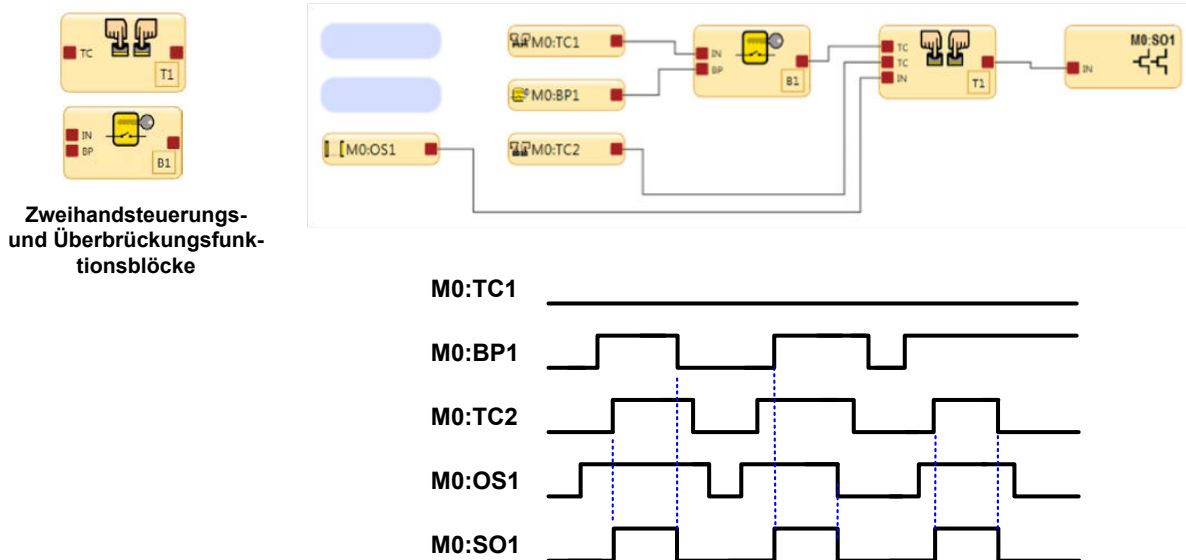 TC
T1
IN
BP
B1
Zweihandsteuerungs-
und Überbrückungsfunk-
tionsblöcke
M0:TC1
M0:BP1
M0:OS1
M0:TC2
IN
BP
B1
TC
TC
IN
T1
M0:SO1
IN
M0:TC1
M0:BP1
M0:TC2
M0:OS1
M0:SO1